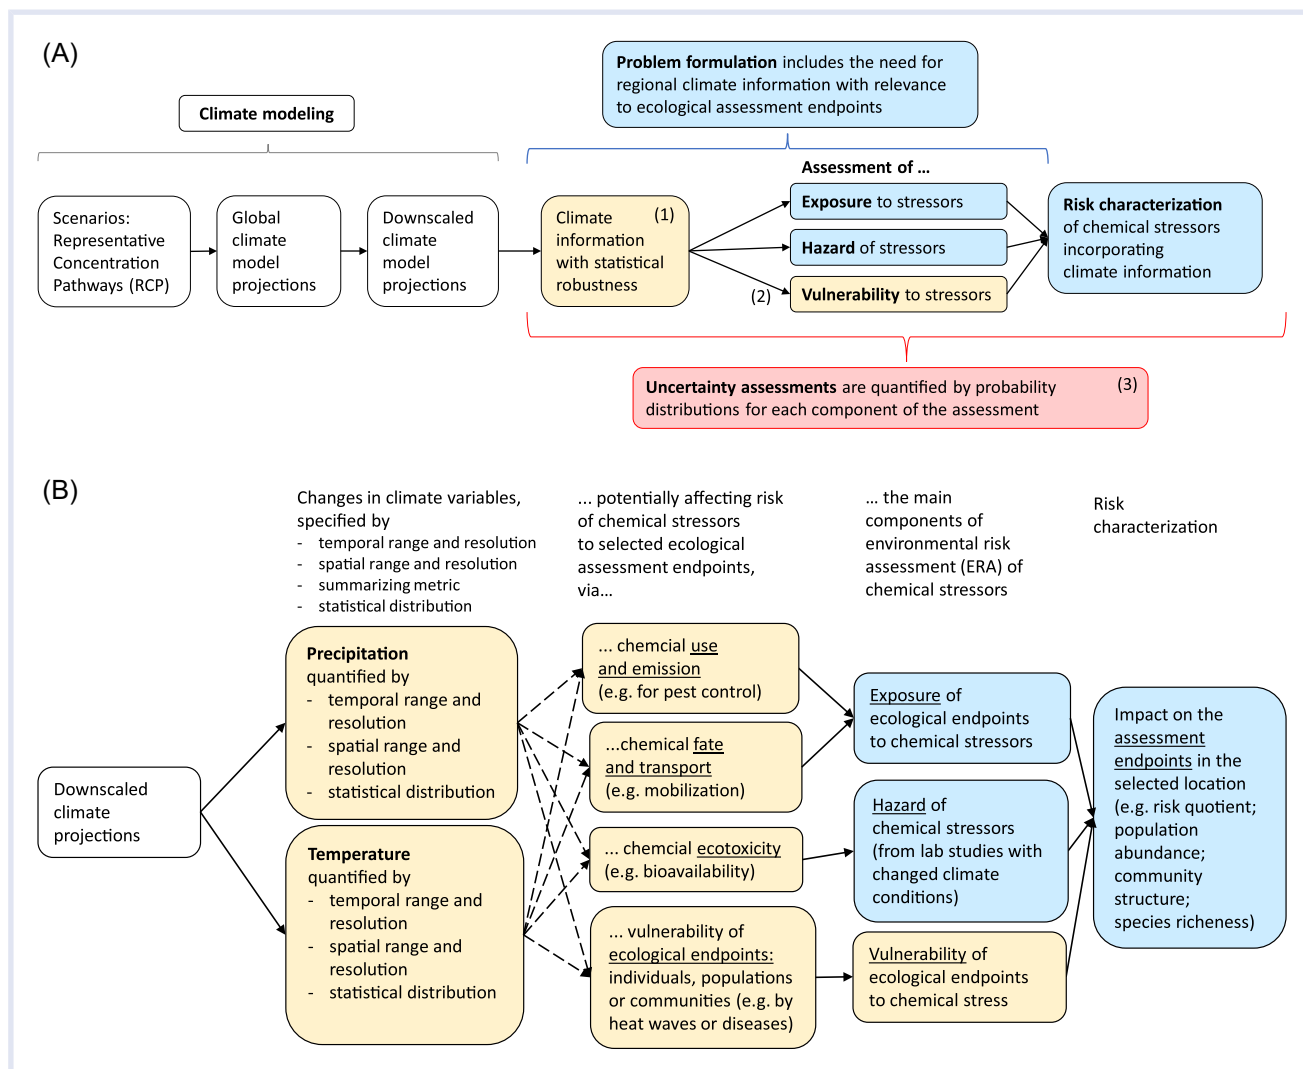 (A)
Problem formulation includes the need for
regional climate information with relevance
to ecological assessment endpoints
Climate modeling
Assessment of ...
Scenarios:
Representative
Concentration
Pathways (RCP)
Global
climate
model
projections
Downscaled
climate
model
projections
Climate (1)
information
with statistical
robustness
Exposure to stressors
Hazard of stressors
(2)
Vulnerability to stressors
Risk characterization
of chemical stressors
incorporating
climate information
Uncertainty assessments are quantified by probability (3)
distributions for each component of the assessment
(B)
Changes in climate variables,
specified by
- temporal range and resolution
- spatial range and resolution
- summarizing metric
- statistical distribution
... potentially affecting risk
of chemical stressors
to selected ecological
assessment endpoints,
via...
... the main
components of
environmental risk
assessment (ERA) of
chemical stressors
Risk
characterization
Downscaled
climate
projections
Precipitation
quantified by
- temporal range and
resolution
- spatial range and
resolution
- statistical distribution
Temperature
quantified by
- temporal range and
resolution
- spatial range and
resolution
- statistical distribution
... chemcial use
and emission
(e.g. for pest control)
...chemical fate
and transport
(e.g. mobilization)
... chemcial ecotoxicity
(e.g. bioavailability)
... vulnerability of
ecological endpoints:
individuals, populations
or communities (e.g. by
heat waves or diseases)
Exposure of
ecological endpoints
to chemical stressors
Hazard of
chemical stressors
(from lab studies with
changed climate
conditions)
Vulnerability of
ecological endpoints
to chemical stress
Impact on the
assessment
endpoints in the
selected location
(e.g. risk quotient;
population
abundance;
community
structure;
species richeness)